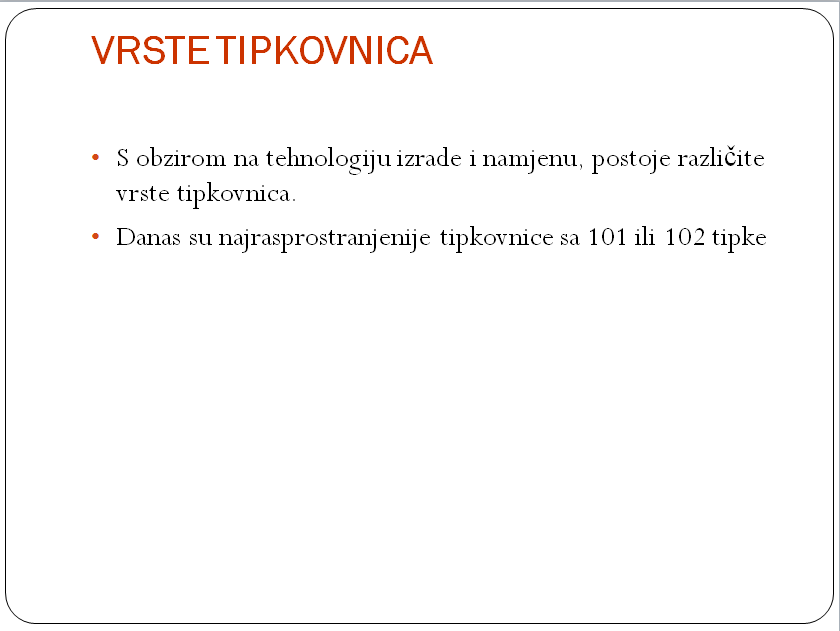 VRSTE TIPKOVNICA
• S obzirom na tehnologiju izrade i namjenu, postoje različite
vrste tipkovnica.
• Danas su najrasprostranjenije tipkovnice sa 101 ili 102 tipke